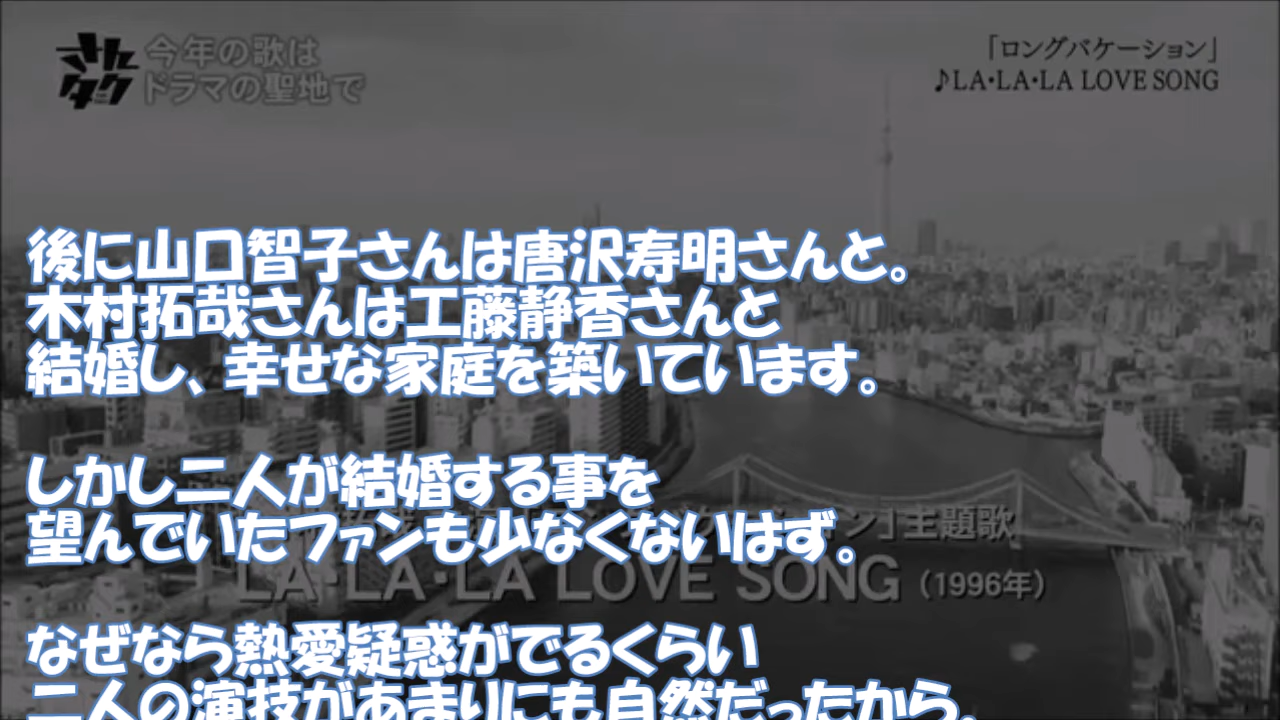 さんタク
今年の歌は
ドラマの聖地で
「ロングバケーション」
♪LA・LA・LA LOVE SONG
後に山口智子さんは唐沢寿明さんと。
木村拓哉さんは工藤静香さんと
結婚し、幸せな家庭を築いています。
しかし二人が結婚する事を
望んでいたファンも少なくないはず。
」主題歌
LA・LA・LA LOVE SONG（1996年）
なぜなら熱愛疑惑がでるくらい
二人の演技があまりにも自然だったから。